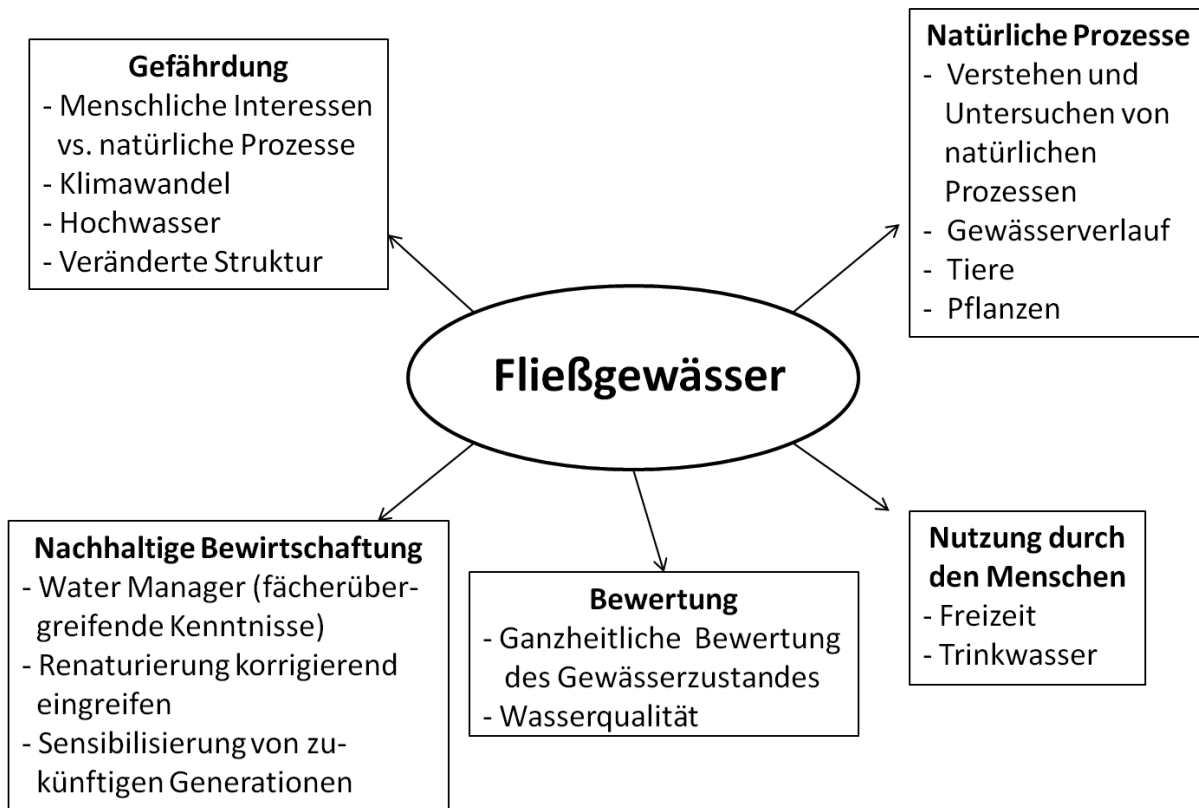 Gefährdung
- Menschliche Interessen
vs. natürliche Prozesse
- Klimawandel
- Hochwasser
- Veränderte Struktur
Natürliche Prozesse
- Verstehen und
Untersuchen von
natürlichen
Prozessen
- Gewässerverlauf
- Tiere
- Pflanzen
Fließgewässer
Nachhaltige Bewirtschaftung
- Water Manager (fächerüber-
greifende Kenntnisse)
- Renaturierung korrigierend
eingreifen
- Sensibilisierung von zu-
künftigen Generationen
Bewertung
- Ganzheitliche Bewertung
des Gewässerzustandes
- Wasserqualität
Nutzung durch
den Menschen
- Freizeit
- Trinkwasser